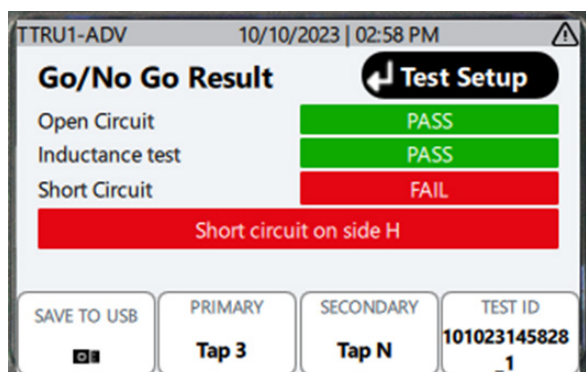 TTRU1-ADV 10/10/2023 | 02:58 PM
Go/No Go Result Test Setup
Open Circuit PASS
Inductance test PASS
Short Circuit FAIL
Short circuit on side H
SAVE TO USB PRIMARY SECONDARY TEST ID
Tap 3 Tap N 101023145828
_1